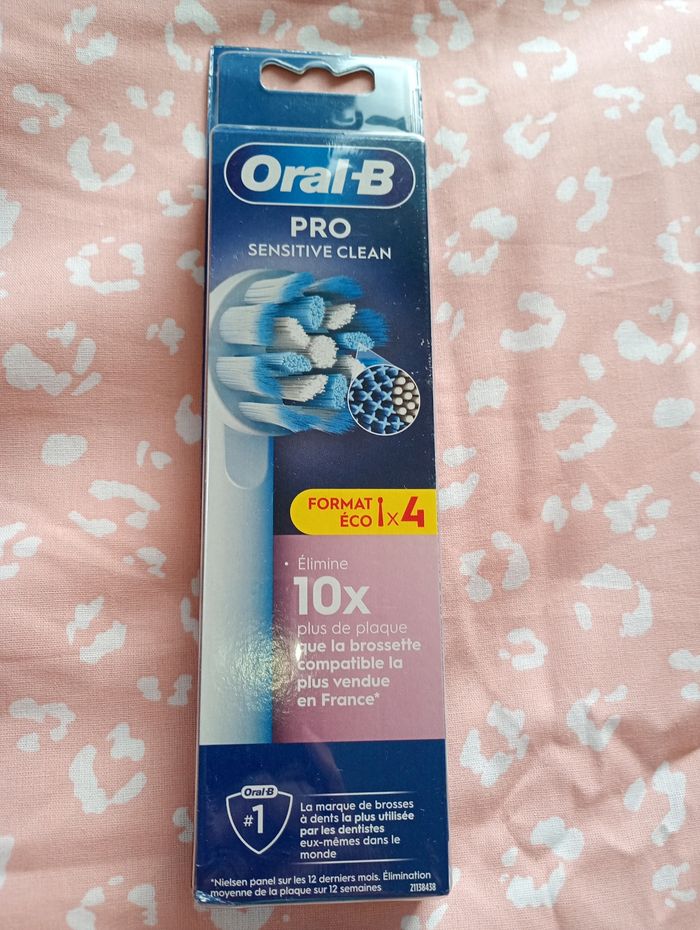 Oral-B
PRO
SENSITIVE CLEAN
FORMAT
ÉCO x4
• Élimine
10x
plus de plaque
que la brossette
compatible la
plus vendue
en France*
Oral-B
#1
La marque de brosses
à dents la plus utilisée
par les dentistes
eux-mêmes dans le
monde
*Nielsen panel sur les 12 derniers mois. Élimination
moyenne de la plaque sur 12 semaines
21138438